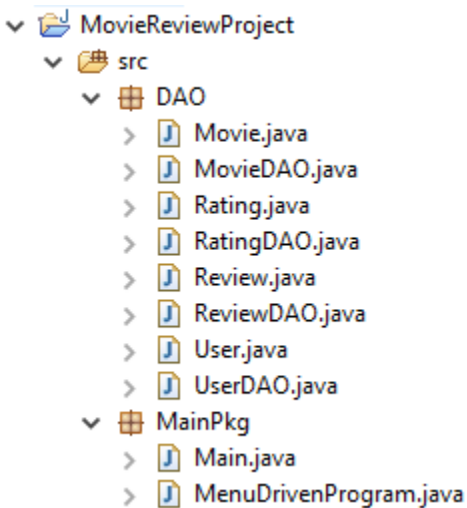 MovieReviewProject
src
DAO
Movie.java
MovieDAO.java
Rating.java
RatingDAO.java
Review.java
ReviewDAO.java
User.java
UserDAO.java
MainPkg
Main.java
MenuDrivenProgram.java